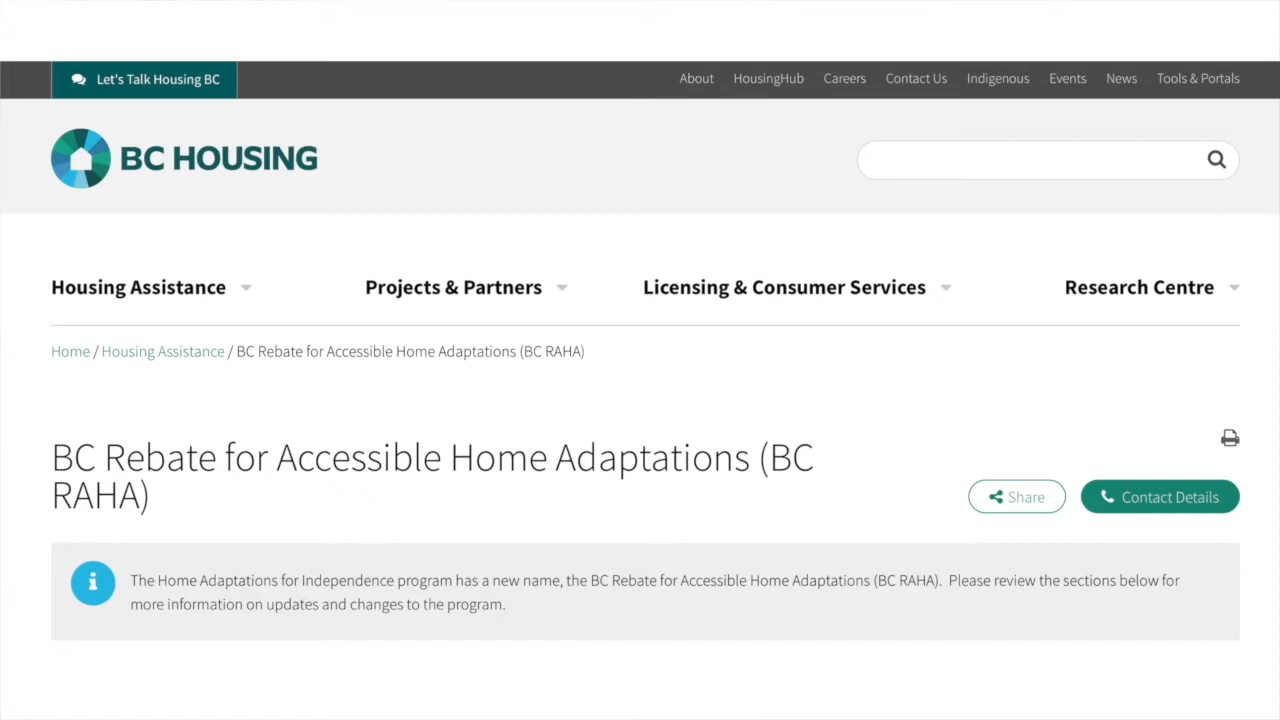 Let's Talk Housing BC
About HousingHub Careers Contact Us Indigenous Events News Tools & Portals
BC HOUSING
Housing Assistance Projects & Partners Licensing & Consumer Services Research Centre
Home / Housing Assistance / BC Rebate for Accessible Home Adaptations (BC RAHA)
BC Rebate for Accessible Home Adaptations (BC
RAHA)
Share Contact Details
The Home Adaptations for Independence program has a new name, the BC Rebate for Accessible Home Adaptations (BC RAHA). Please review the sections below for
more information on updates and changes to the program.